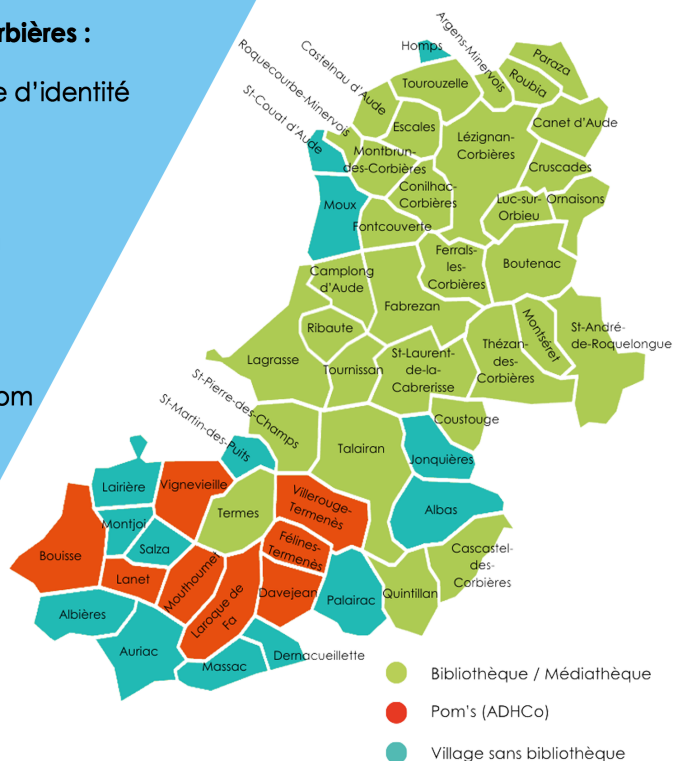 rbières :
e d'identité
om
Homps
Argens-Minervois
Paraza
Roubia
Castelnau d'Aude
Tourouzelle
Roquecourbe-Minervois
St-Couat d'Aude
Escales
Lézignan-
Corbières
Canet d'Aude
Montbrun-
des-Corbières
Cruscades
Conilhac-
Corbières
Moux
Luc-sur-
Orbieu
Ornaisons
Fontcouverte
Ferrals-
les-
Corbières
Boutenac
Camplong
d'Aude
Fabrezan
Ribaute
Montséret
St-André-
de-Roquelongue
Lagrasse
Tournissan
St-Laurent-
de-la-
Cabrerisse
Thézan-
des-
Corbières
St-Pierre-des-Champs
St-Martin-des-Puits
Coustouge
Talairan
Jonquières
Lairière
Vignevieille
Villerouge-
Termenès
Albas
Termes
Montjoi
Salza
Félines-
Termenès
Bouisse
Cascastel-
des-
Corbières
Lanet
Mouthoumet
Laroque de
Fa
Davejean
Palairac
Quintillan
Albières
Auriac
Massac
Dernacueillette
Bibliothèque / Médiathèque
Pom's (ADHCo)
Village sans bibliothèque